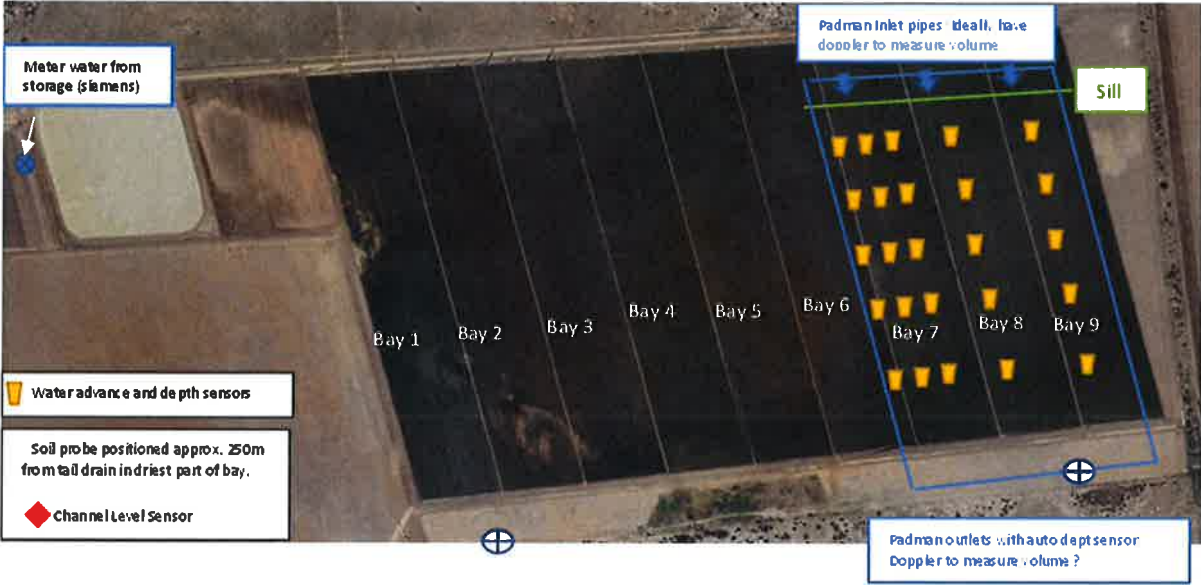 Padman Inlet pipes Ideall, have
doppler to measure volume
Meter water from
storage (siemens)
Sill
Bay 1
Bay 2
Bay 3
Bay 4
Bay 5
Bay 6
Bay 7
Bay 8
Bay 9
Water advance and depth sensors
Soil probe positioned approx. 250m
from tail drain in driest part of bay.
Channel Level Sensor
Padman outlets with auto dept sensor
Doppler to measure volume ?